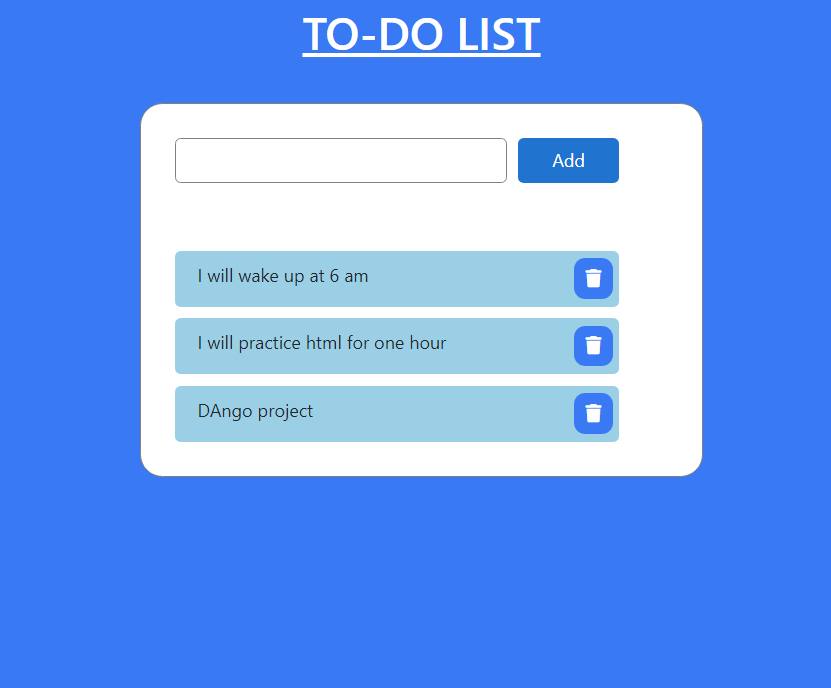 TO-DO LIST
Add
I will wake up at 6 am
I will practice html for one hour
DAngo project